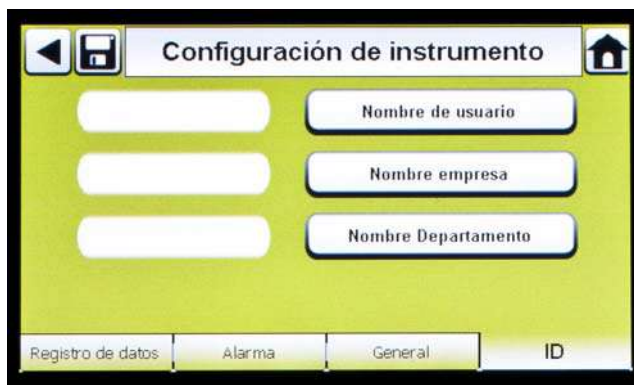 Configuración de instrumento
Nombre de usuario
Nombre empresa
Nombre Departamento
Registro de datos
Alarma
General
ID